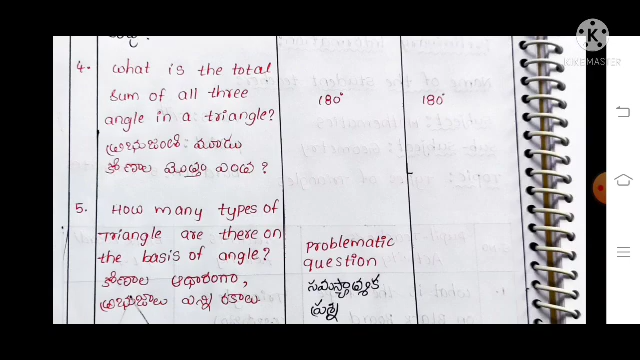 4. What is the total
sum of all three
angle in a triangle?
త్రిభుజంలో మూడు
కోణాల మొత్తం ఎంత?
180°
180°
5. How many types of
Triangle are there on
the basis of angle?
కోణాల ఆధారంగా,
త్రిభుజాలు ఎన్ని రకాలు
problematic
question
సమస్యాత్మక
ప్రశ్న
K
KINEMASTER